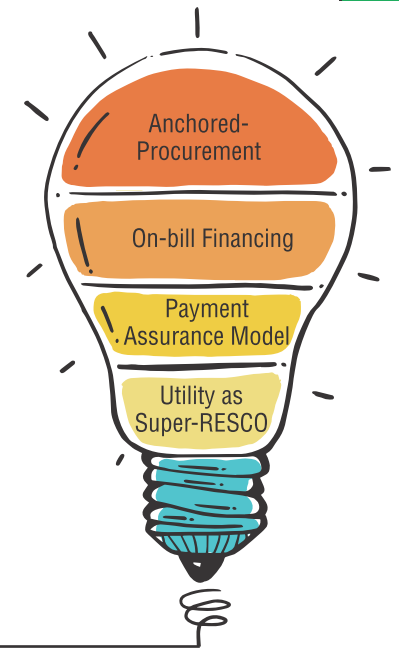 Anchored-
Procurement
On-bill Financing
Payment
Assurance Model
Utility as
Super-RESCO